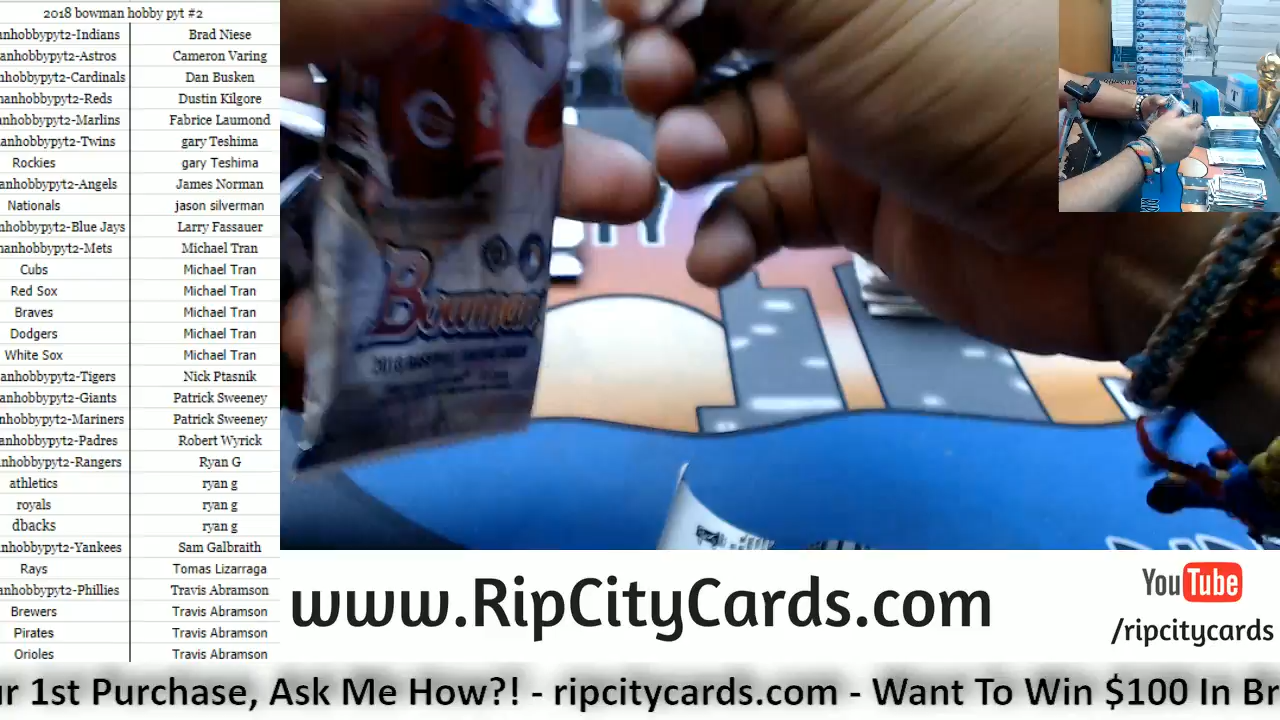 2018 bowman hobby pyt #2
anhobbypyt2-Indians Brad Niese
anhobbypyt2-Astros Cameron Varing
nhobbypyt2-Cardinals Dan Busken
manhobbypyt2-Reds Dustin Kilgore
anhobbypyt2-Marlins Fabrice Laumond
manhobbypyt2-Twins gary Teshima
Rockies gary Teshima
anhobbypyt2-Angels James Norman
Nationals jason silverman
nhobbypyt2-Blue Jays Larry Fassauer
manhobbypyt2-Mets Michael Tran
Cubs Michael Tran
Red Sox Michael Tran
Braves Michael Tran
Dodgers Michael Tran
White Sox Michael Tran
anhobbypyt2-Tigers Nick Ptasnik
anhobbypyt2-Giants Patrick Sweeney
nhobbypyt2-Mariners Patrick Sweeney
anhobbypyt2-Padres Robert Wyrick
nhobbypyt2-Rangers Ryan G
athletics ryan g
royals ryan g
dbacks ryan g
nhobbypyt2-Yankees Sam Galbraith
Rays Tomas Lizarraga
anhobbypyt2-Phillies Travis Abramson
Brewers Travis Abramson
Pirates Travis Abramson
Orioles Travis Abramson
Bowman
www.RipCityCards.com
YouTube
/ripcitycards
ur 1st Purchase, Ask Me How?! - ripcitycards.com - Want To Win $100 In Br